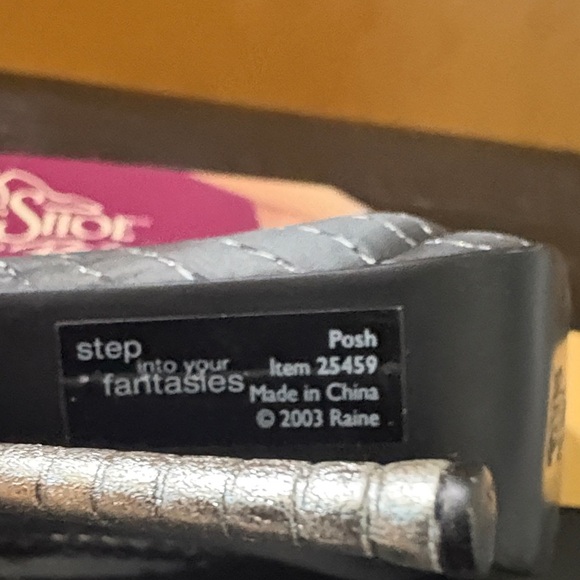 step
into your
fantasies
Posh
Item 25459
Made in China
© 2003 Raine